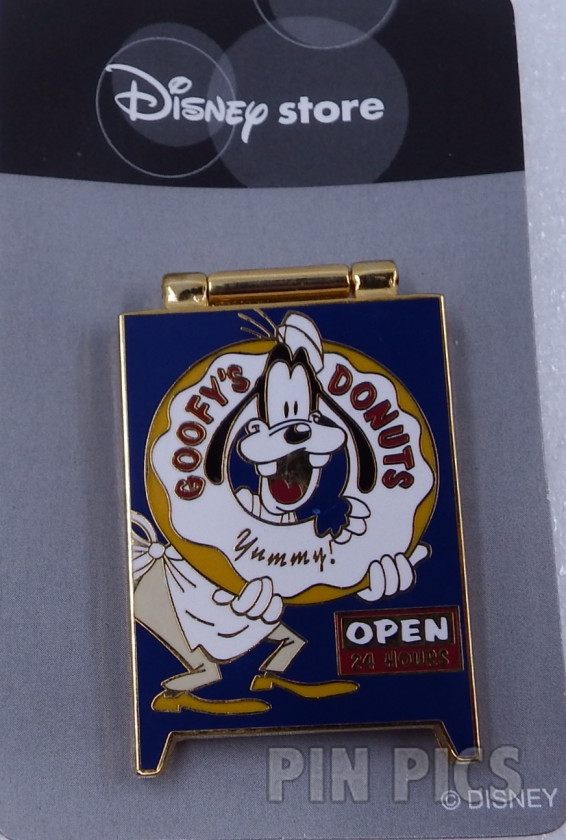 Disney store
GOOFY'S DONUTS
Yummy!
OPEN
24 HOURS
PIN PICS
© DISNEY